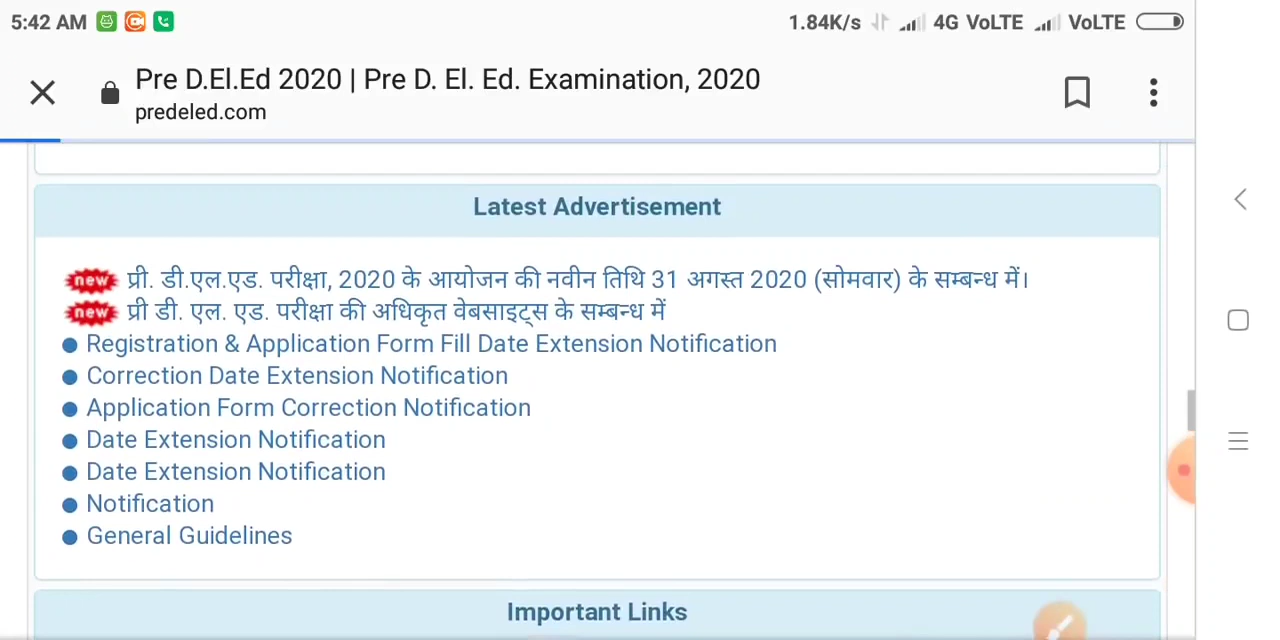 5:42 AM 1.84K/s 4G VoLTE VoLTE
Pre D.El.Ed 2020 | Pre D. El. Ed. Examination, 2020
predeled.com
Latest Advertisement
new प्री. डी.एल.एड. परीक्षा, 2020 के आयोजन की नवीन तिथि 31 अगस्त 2020 (सोमवार) के सम्बन्ध में।
new प्री डी. एल. एड. परीक्षा की अधिकृत वेबसाइट्स के सम्बन्ध में
Registration & Application Form Fill Date Extension Notification
Correction Date Extension Notification
Application Form Correction Notification
Date Extension Notification
Date Extension Notification
Notification
General Guidelines
Important Links